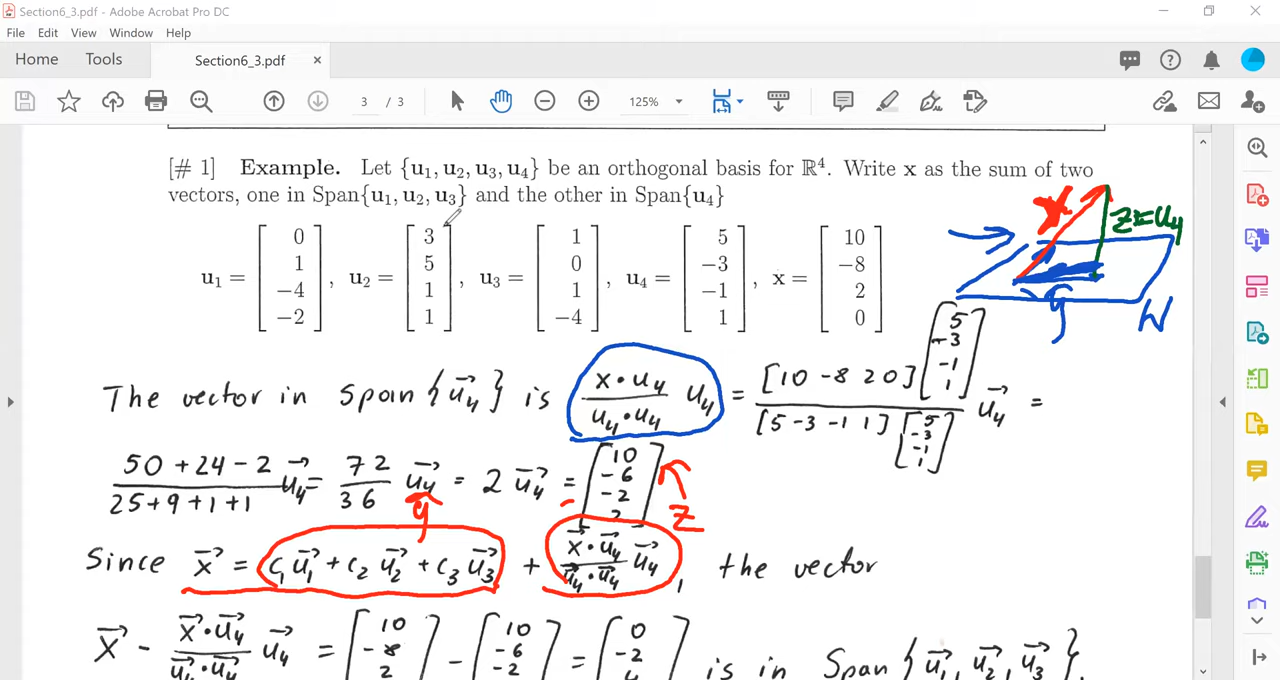 Section6_3.pdf - Adobe Acrobat Pro DC
File Edit View Window Help
Home Tools Section6_3.pdf ×
3 / 3 125%
[# 1] Example. Let {u₁, u₂, u₃, u₄} be an orthogonal basis for ℝ⁴. Write x as the sum of two
vectors, one in Span{u₁, u₂, u₃} and the other in Span{u₄}
u₁ = [0 1 −4 −2], u₂ = [3 5 1 1], u₃ = [1 0 1 −4], u₄ = [5 −3 −1 1], x = [10 −8 2 0]
x z=u₄
y W
The vector in Span {u⃗₄} is (x · u₄)/(u₄ · u₄) u₄ = ([10 -8 2 0] [5 -3 -1 1])/([5 -3 -1 1] [5 -3 -1 1]) u⃗₄ =
(50 + 24 - 2)/(25 + 9 + 1 + 1) u⃗₄ = 72/36 u⃗₄ = 2 u⃗₄ = [10 -6 -2 2]
y z
Since x⃗ = c₁u⃗₁ + c₂u⃗₂ + c₃u⃗₃ + (x⃗ · u⃗₄)/(u⃗₄ · u⃗₄) u⃗₄, the vector
x⃗ - (x⃗ · u⃗₄)/(u⃗₄ · u⃗₄) u⃗₄ = [10 -8 2] - [10 -6 -2] = [0 -2 4] is in Span {u⃗₁, u⃗₂, u⃗₃}.